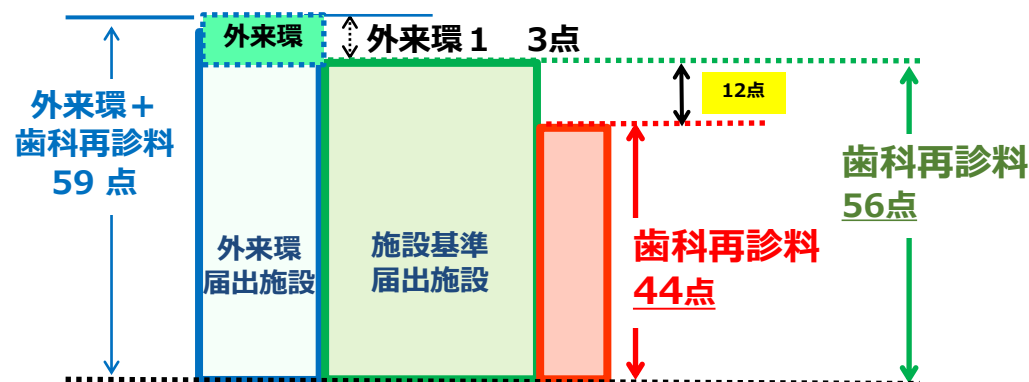 外来環
外来環１　3点
12点
外来環＋
歯科再診料
59 点
歯科再診料
56点
外来環
届出施設
施設基準
届出施設
歯科再診料
44点